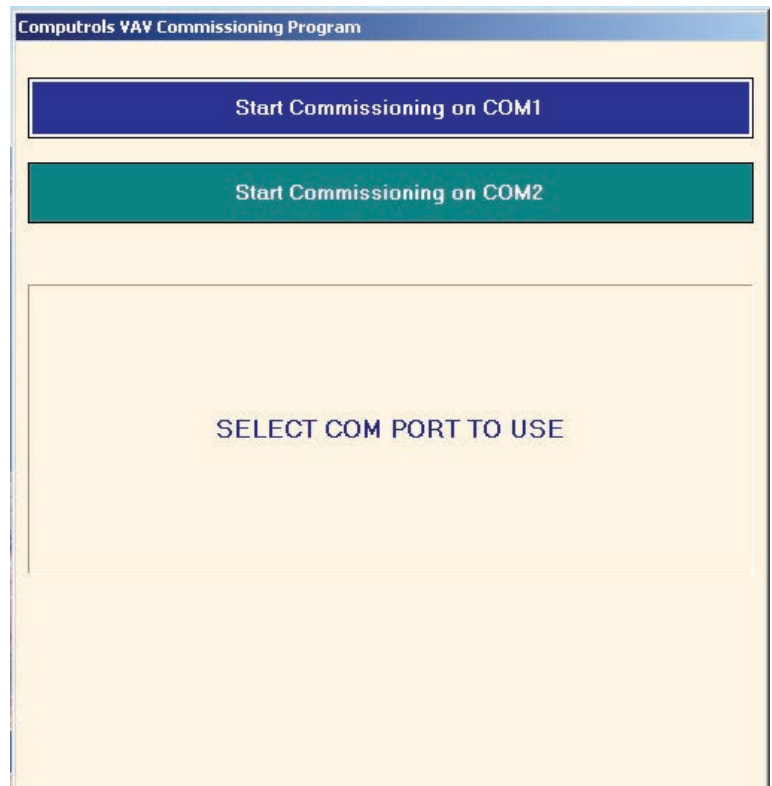 Computrols VAV Commissioning Program
Start Commissioning on COM1
Start Commissioning on COM2
SELECT COM PORT TO USE